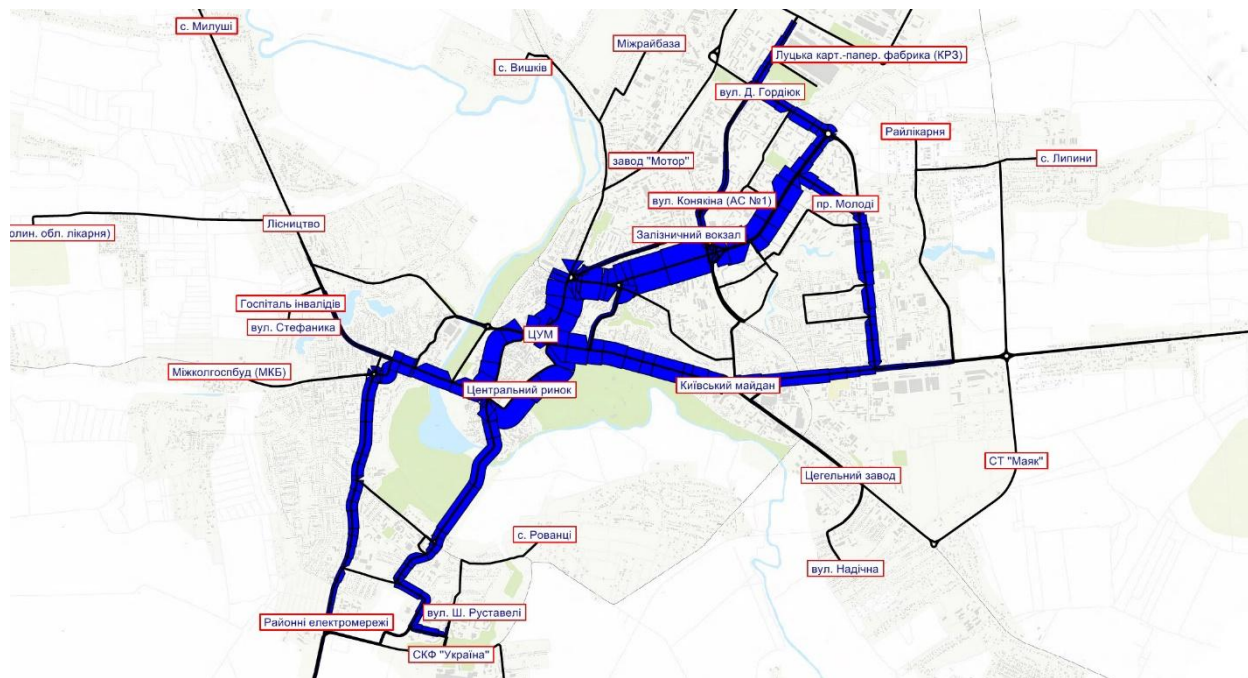 с. Милуші
Міжрайбаза
Луцька карт.-папер. фабрика (КРЗ)
с. Вишків
вул. Д. Гордіюк
Райлікарня
с. Липини
завод "Мотор"
вул. Конякіна (АС №1)
пр. Молоді
Лісництво
олин. обл. лікарня)
Залізничний вокзал
Госпіталь інвалідів
вул. Стефаника
ЦУМ
Міжколгоспбуд (МКБ)
Центральний ринок
Київський майдан
СТ "Маяк"
Цегельний завод
с. Рованці
вул. Надічна
вул. Ш. Руставелі
Районні електромережі
СКФ "Україна"